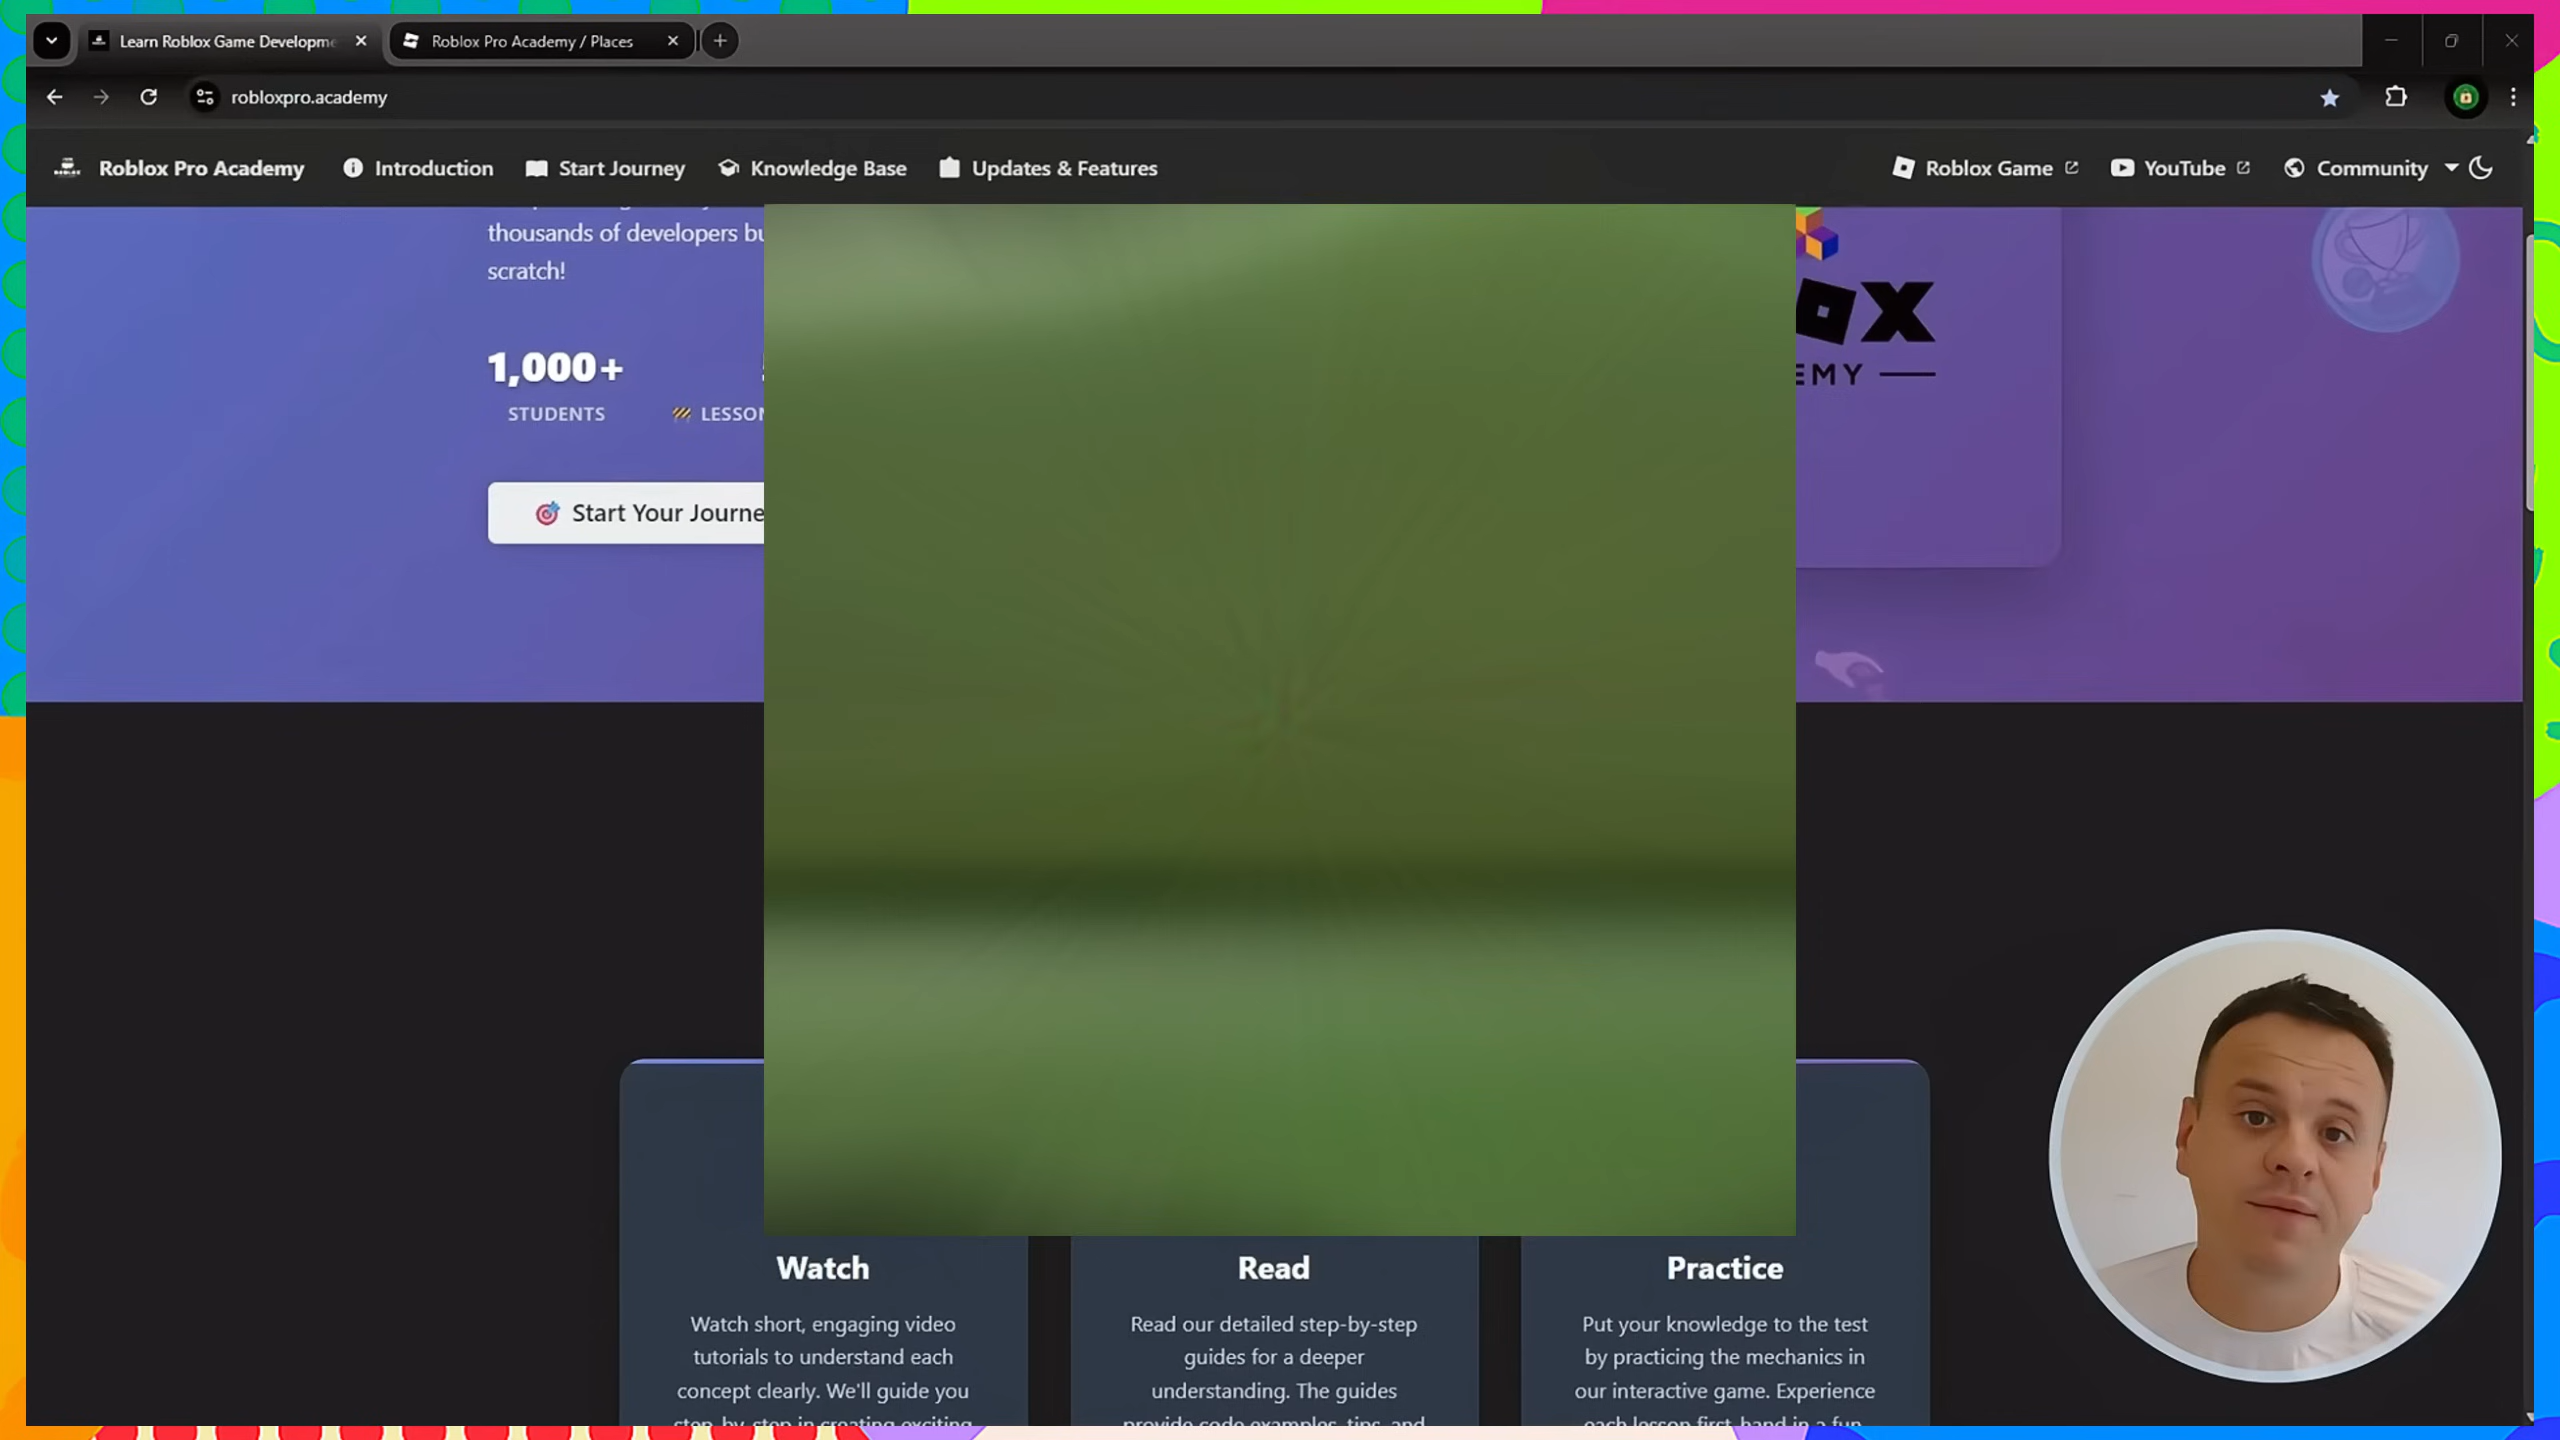 Learn Roblox Game Developme
Roblox Pro Academy / Places
robloxpro.academy
Roblox Pro Academy
Introduction
Start Journey
Knowledge Base
Updates & Features
Roblox Game
YouTube
Community
thousands of developers bu
scratch!
1,000+
STUDENTS
LESSON
Start Your Journe
OX
EMY
Watch
Read
Practice
Watch short, engaging video
tutorials to understand each
concept clearly. We'll guide you
step-by-step in creating exciting
Read our detailed step-by-step
guides for a deeper
understanding. The guides
provide code examples, tips, and
Put your knowledge to the test
by practicing the mechanics in
our interactive game. Experience
each lesson first-hand in a fun